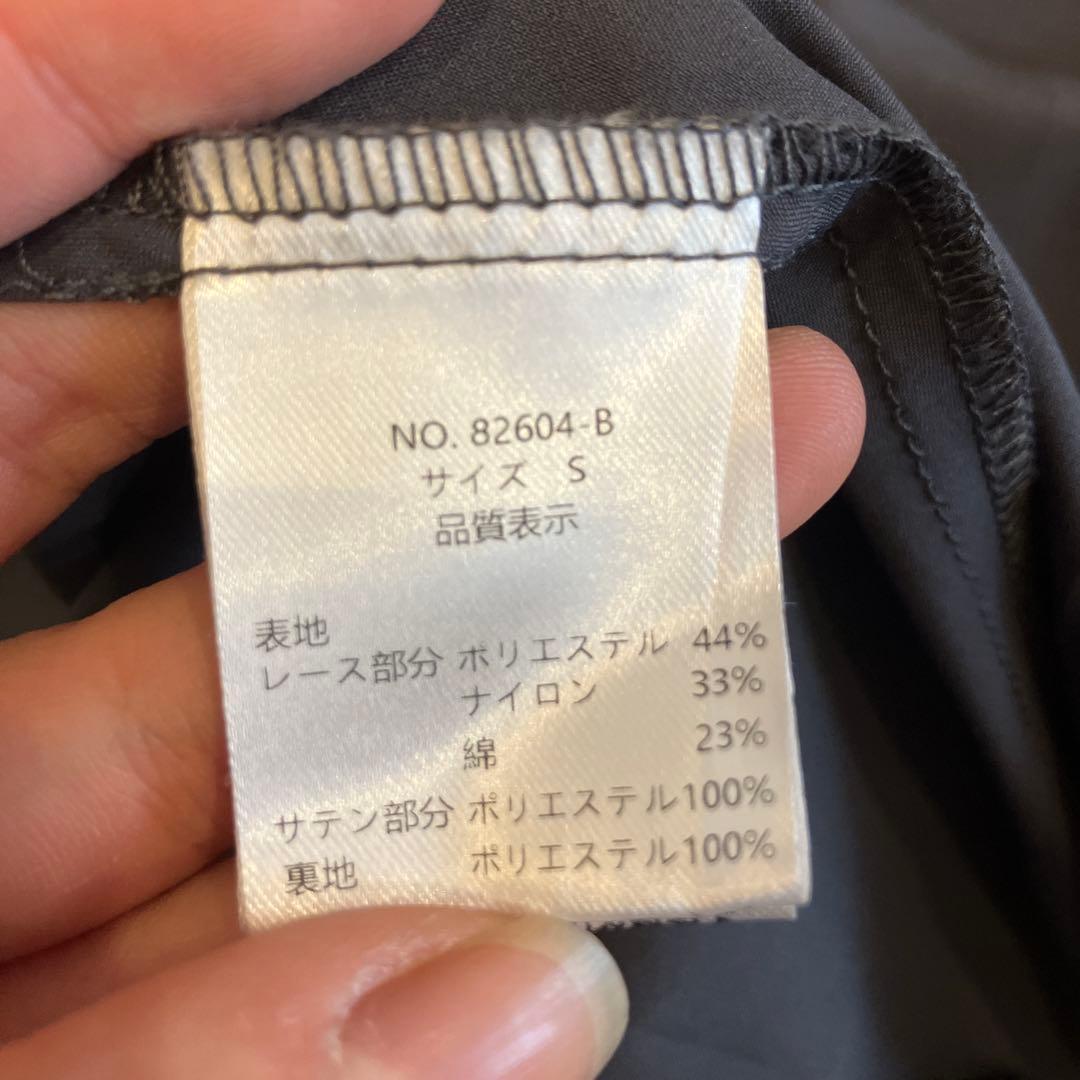 NO. 82604-B
サイズ S
品質表示
表地
レース部分 ポリエステル 44%
ナイロン 33%
綿 23%
サテン部分 ポリエステル100%
裏地 ポリエステル100%